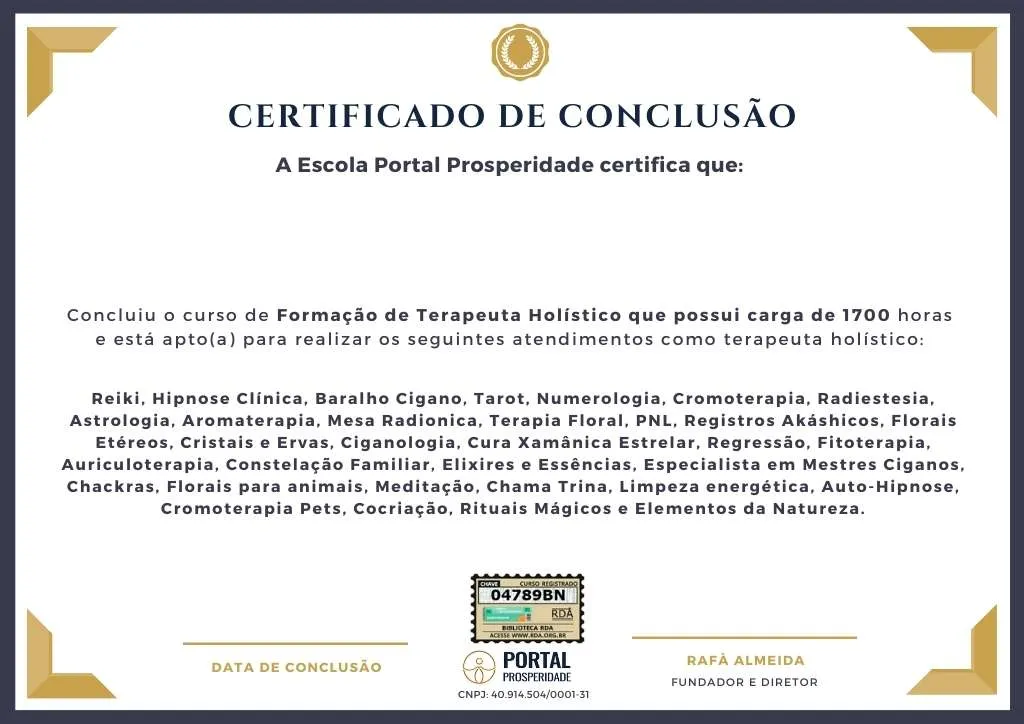 CERTIFICADO DE CONCLUSÃO
A Escola Portal Prosperidade certifica que:
Concluiu o curso de Formação de Terapeuta Holístico que possui carga de 1700 horas
e está apto(a) para realizar os seguintes atendimentos como terapeuta holístico:
Reiki, Hipnose Clínica, Baralho Cigano, Tarot, Numerologia, Cromoterapia, Radiestesia,
Astrologia, Aromaterapia, Mesa Radionica, Terapia Floral, PNL, Registros Akáshicos, Florais
Etéreos, Cristais e Ervas, Ciganologia, Cura Xamânica Estrelar, Regressão, Fitoterapia,
Auriculoterapia, Constelação Familiar, Elixires e Essências, Especialista em Mestres Ciganos,
Chackras, Florais para animais, Meditação, Chama Trina, Limpeza energética, Auto-Hipnose,
Cromoterapia Pets, Cocriação, Rituais Mágicos e Elementos da Natureza.
CHAVE CURSO REGISTRADO
04789BN
RDA
BIBLIOTECA RDA
ACESSE WWW.RDA.ORG.BR
DATA DE CONCLUSÃO
PORTAL
PROSPERIDADE
CNPJ: 40.914.504/0001-31
RAFÀ ALMEIDA
FUNDADOR E DIRETOR